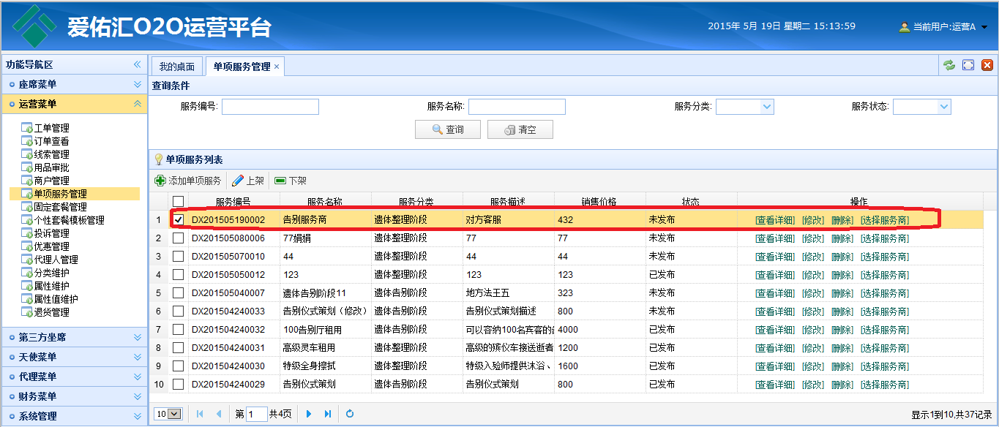 爱佑汇O2O运营平台
2015年 5月 19日 星期二 15:13:59
当前用户:运营A
功能导航区
座席菜单
运营菜单
工单管理
订单查看
线索管理
用品审批
商户管理
单项服务管理
固定套餐管理
个性套餐模板管理
投诉管理
优惠管理
代理人管理
分类维护
属性维护
属性值维护
退货管理
第三方坐席
天使菜单
代理菜单
财务菜单
系统管理
我的桌面 单项服务管理
查询条件
服务编号: 服务名称: 服务分类: 服务状态:
查询 清空
单项服务列表
添加单项服务 上架 下架
服务编号 服务名称 服务分类 服务描述 销售价格 状态 操作
1 DX201505190002 告别服务商 遗体整理阶段 对方客服 432 未发布 [查看详细] [修改] [删除] [选择服务商]
2 DX201505080006 77娟娟 遗体整理阶段 77 77 未发布 [查看详细] [修改] [删除] [选择服务商]
3 DX201505070010 44 遗体整理阶段 44 44 未发布 [查看详细] [修改] [删除] [选择服务商]
4 DX201505050012 123 遗体整理阶段 123 123 已发布 [查看详细] [修改] [删除] [选择服务商]
5 DX201505040007 遗体告别阶段11 遗体告别阶段 地方法王五 323 未发布 [查看详细] [修改] [删除] [选择服务商]
6 DX201504240033 告别仪式策划（修改） 遗体告别阶段 告别仪式策划描述 800 已发布 [查看详细] [修改] [删除] [选择服务商]
7 DX201504240032 100告别厅租用 遗体告别阶段 可以容纳100名宾客的 4000 已发布 [查看详细] [修改] [删除] [选择服务商]
8 DX201504240031 高级灵车租用 遗体整理阶段 高级的殡仪车接送逝者 1200 已发布 [查看详细] [修改] [删除] [选择服务商]
9 DX201504240030 特级全身擦拭 遗体整理阶段 特级入殓师提供沐浴、 1600 已发布 [查看详细] [修改] [删除] [选择服务商]
10 DX201504240029 告别仪式策划 遗体告别阶段 告别仪式策划 800 已发布 [查看详细] [修改] [删除] [选择服务商]
10 第 1 共4页 显示1到10,共37记录